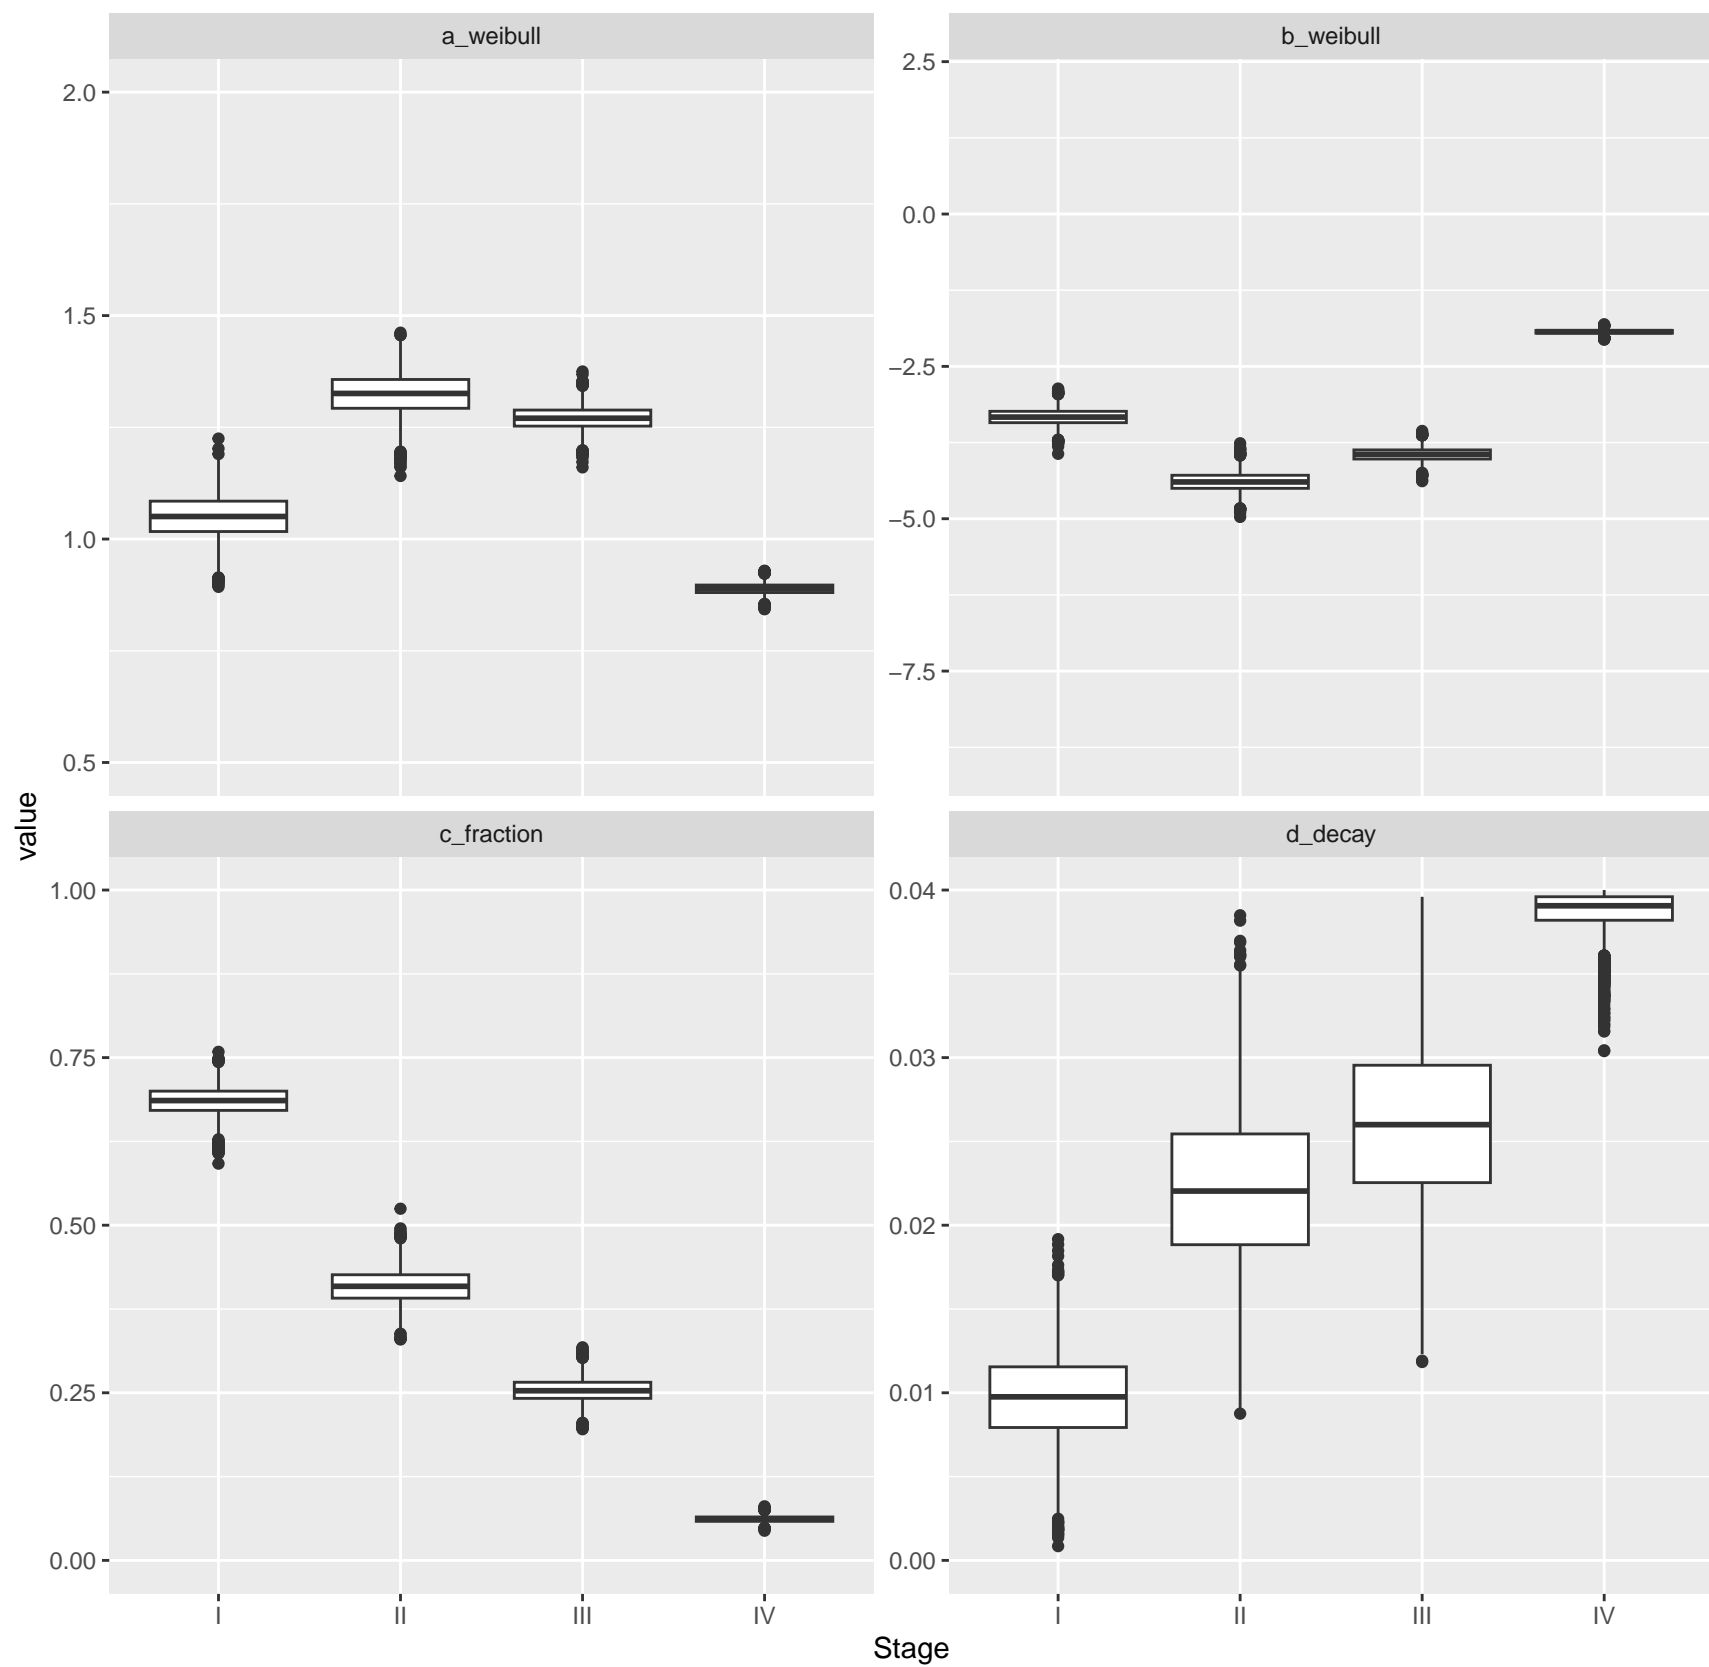 a_weibull
b_weibull
2.0
1.5
1.0
0.5
2.5
0.0
−2.5
−5.0
−7.5
value
c_fraction
d_decay
1.00
0.75
0.50
0.25
0.00
0.04
0.03
0.02
0.01
0.00
I II III IV
I II III IV
Stage